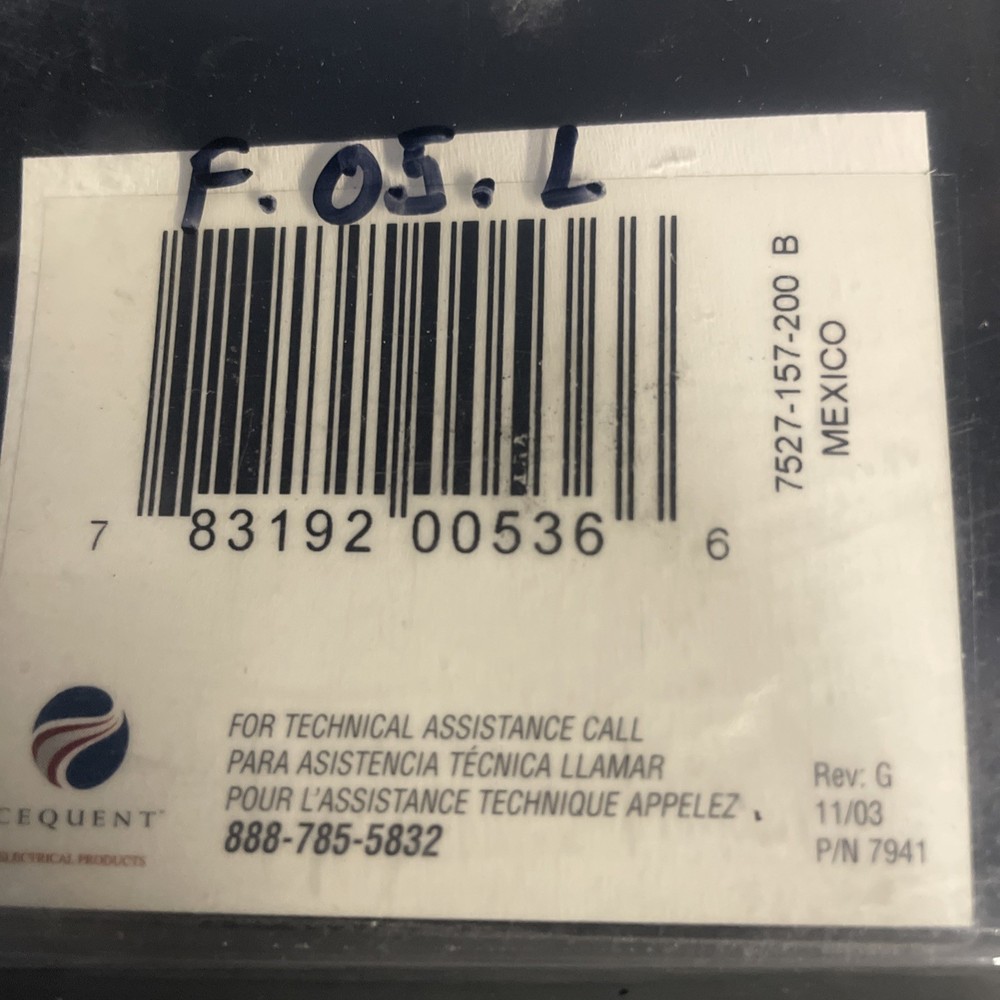 F. 05. L
7 83192 00536 6
7527-157-200 B
MEXICO
CEQUENT™
ELECTRICAL PRODUCTS
FOR TECHNICAL ASSISTANCE CALL
PARA ASISTENCIA TÉCNICA LLAMAR
POUR L'ASSISTANCE TECHNIQUE APPELEZ
888-785-5832
Rev: G
11/03
P/N 7941